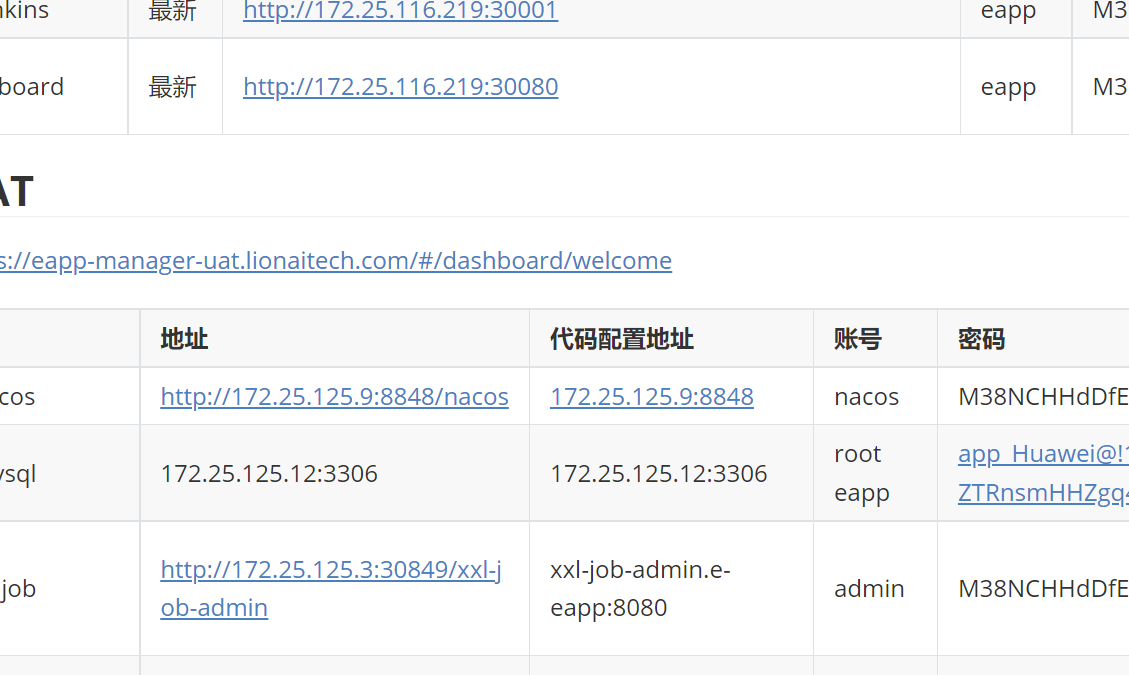 kins 最新 http://172.25.116.219:30001 eapp M3
board 最新 http://172.25.116.219:30080 eapp M3
AT
s://eapp-manager-uat.lionaitech.com/#/dashboard/welcome
地址 代码配置地址 账号 密码
cos http://172.25.125.9:8848/nacos 172.25.125.9:8848 nacos M38NCHHdDfE
ysql 172.25.125.12:3306 172.25.125.12:3306 root app_Huawei@!
eapp ZTRnsmHHZgq
job http://172.25.125.3:30849/xxl-j xxl-job-admin.e- admin M38NCHHdDfE
ob-admin eapp:8080